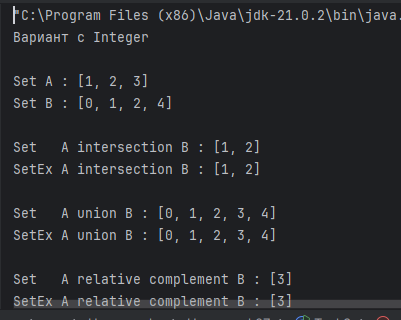 "C:\Program Files (x86)\Java\jdk-21.0.2\bin\java.
Вариант с Integer
Set A : [1, 2, 3]
Set B : [0, 1, 2, 4]
Set   A intersection B : [1, 2]
SetEx A intersection B : [1, 2]
Set   A union B : [0, 1, 2, 3, 4]
SetEx A union B : [0, 1, 2, 3, 4]
Set   A relative complement B : [3]
SetEx A relative complement B : [3]